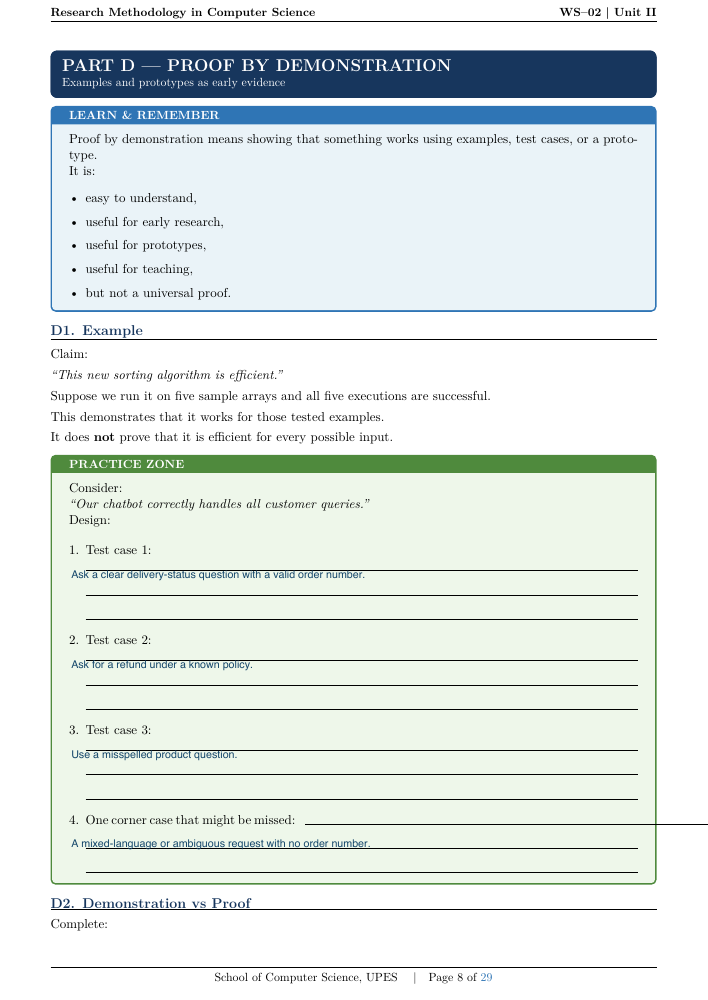 Research Methodology in Computer Science WS–02 | Unit II
PART D — PROOF BY DEMONSTRATION
Examples and prototypes as early evidence
LEARN & REMEMBER
Proof by demonstration means showing that something works using examples, test cases, or a proto-
type.
It is:
• easy to understand,
• useful for early research,
• useful for prototypes,
• useful for teaching,
• but not a universal proof.
D1. Example
Claim:
“This new sorting algorithm is efficient.”
Suppose we run it on five sample arrays and all five executions are successful.
This demonstrates that it works for those tested examples.
It does not prove that it is efficient for every possible input.
PRACTICE ZONE
Consider:
“Our chatbot correctly handles all customer queries.”
Design:
1. Test case 1:
Ask a clear delivery-status question with a valid order number.
2. Test case 2:
Ask for a refund under a known policy.
3. Test case 3:
Use a misspelled product question.
4. One corner case that might be missed:
A mixed-language or ambiguous request with no order number.
D2. Demonstration vs Proof
Complete:
School of Computer Science, UPES | Page 8 of 29